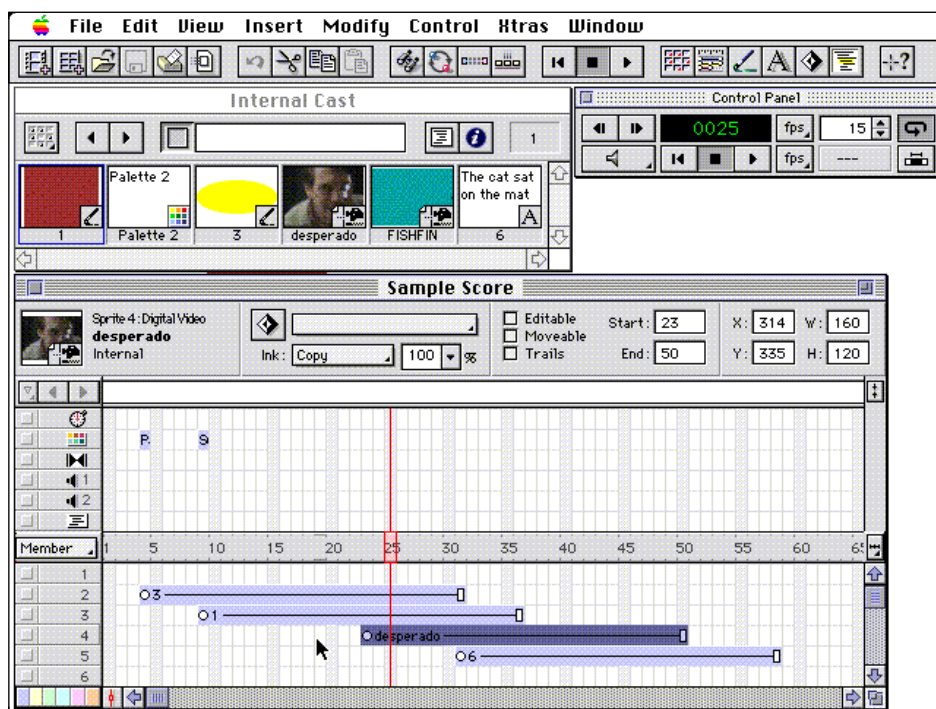 File Edit View Insert Modify Control Xtras Window
Internal Cast
Control Panel
1
0025
fps
15
fps
---
Palette 2
The cat sat
on the mat
A
1 Palette 2 3 desperado FISHFIN 6
Sample Score
Sprite 4: Digital Video
desperado
Internal
Ink: Copy 100 %
Editable
Moveable
Trails
Start: 23
End: 50
X: 314 W: 160
Y: 335 H: 120
P.
1
2
Member 1 5 10 15 20 25 30 35 40 45 50 55 60
1
2 3
3 1
4 desperado
5 6
6